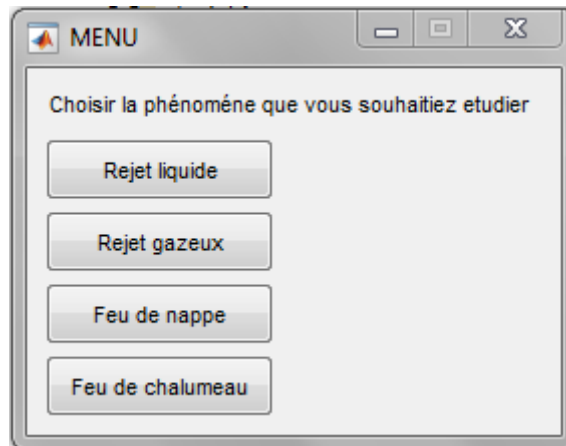 MENU
Choisir la phénoméne que vous souhaitiez etudier
Rejet liquide
Rejet gazeux
Feu de nappe
Feu de chalumeau